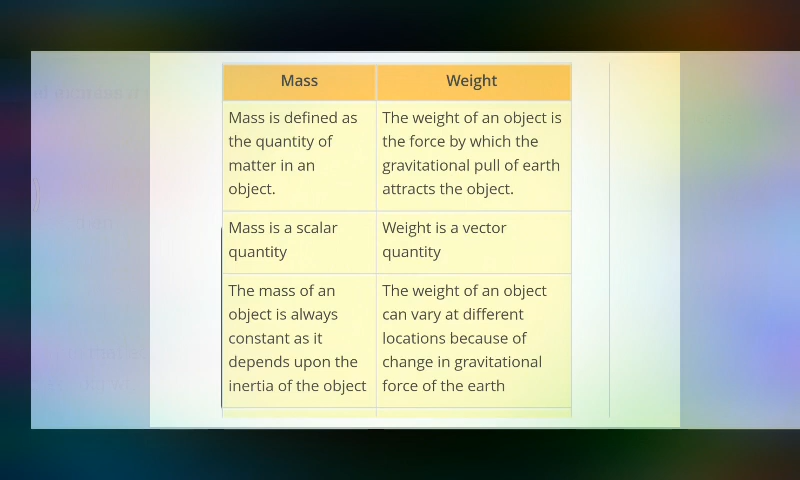 Mass
Weight
Mass is defined as
the quantity of
matter in an
object.
The weight of an object is
the force by which the
gravitational pull of earth
attracts the object.
Mass is a scalar
quantity
Weight is a vector
quantity
The mass of an
object is always
constant as it
depends upon the
inertia of the object
The weight of an object
can vary at different
locations because of
change in gravitational
force of the earth